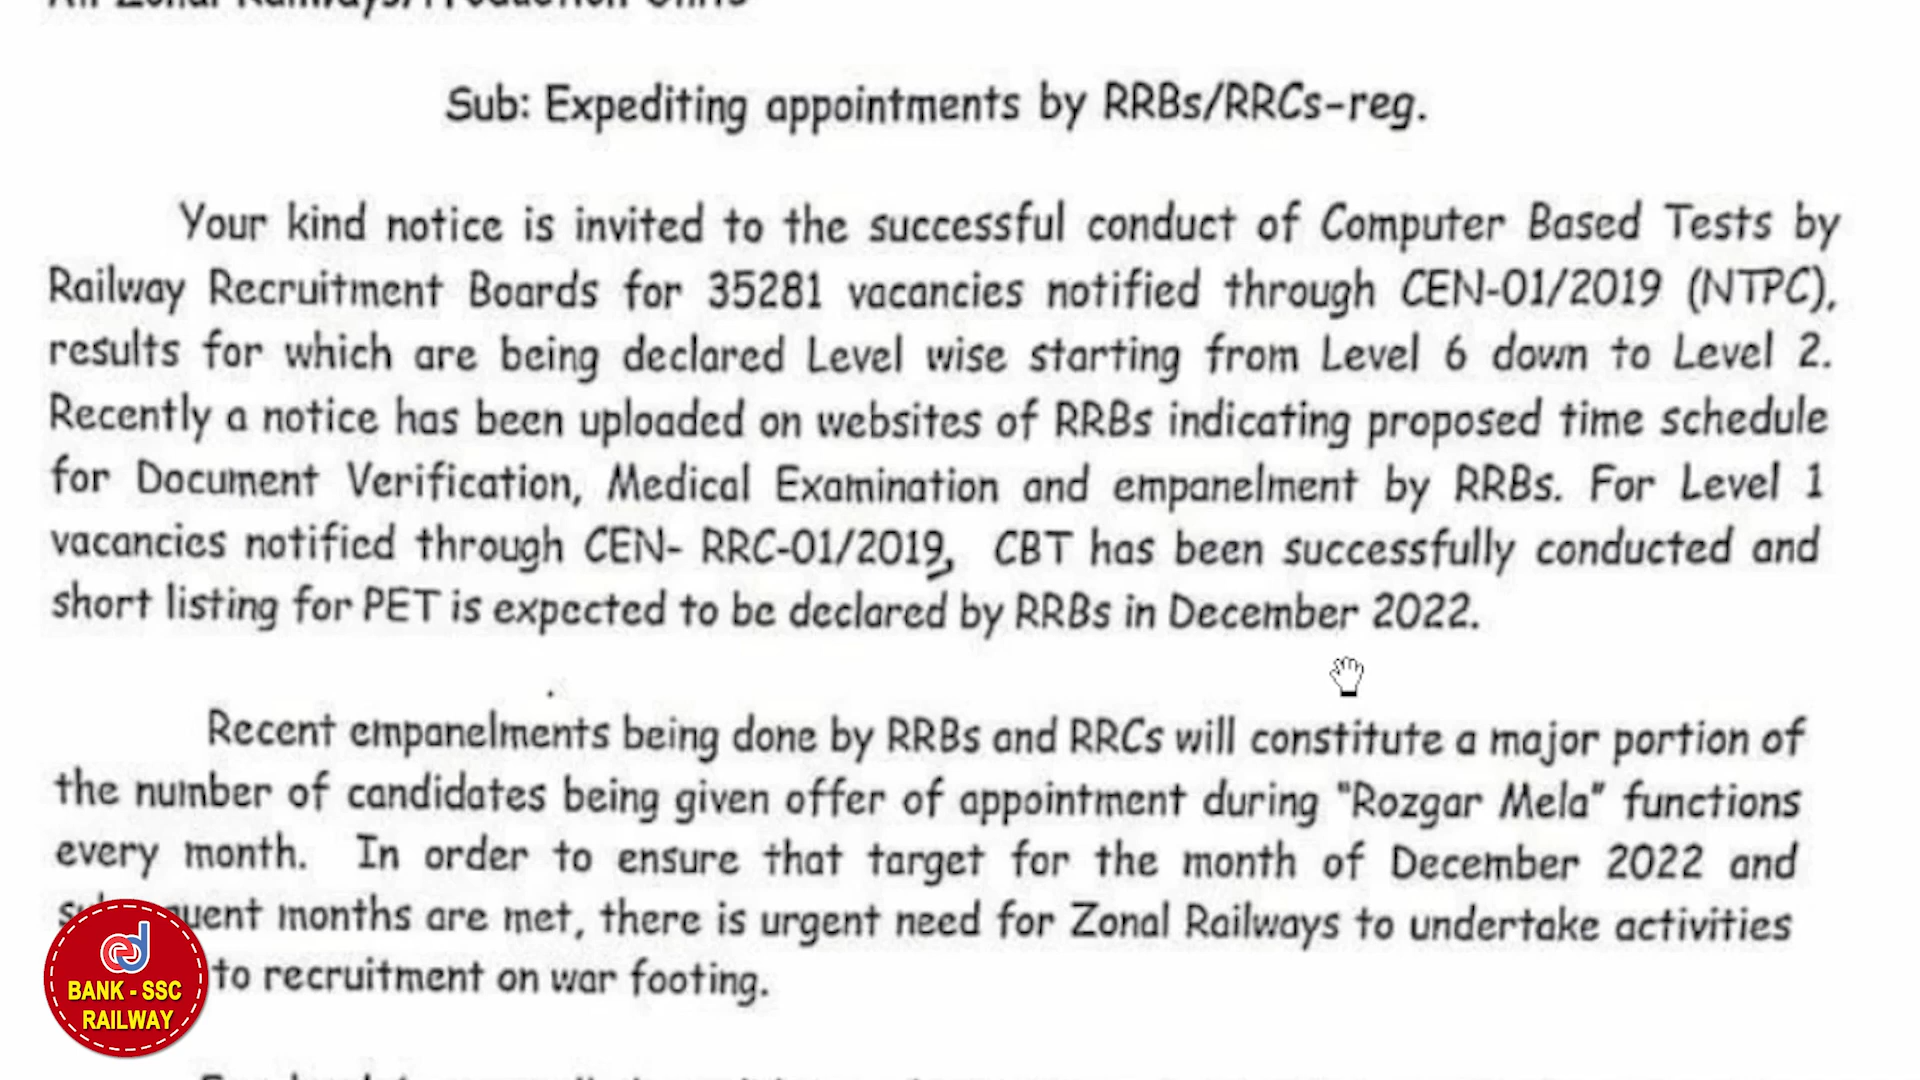 All Zonal Railways/Production Units
Sub: Expediting appointments by RRBs/RRCs-reg.
Your kind notice is invited to the successful conduct of Computer Based Tests by
Railway Recruitment Boards for 35281 vacancies notified through CEN-01/2019 (NTPC),
results for which are being declared Level wise starting from Level 6 down to Level 2.
Recently a notice has been uploaded on websites of RRBs indicating proposed time schedule
for Document Verification, Medical Examination and empanelment by RRBs. For Level 1
vacancies notified through CEN- RRC-01/2019, CBT has been successfully conducted and
short listing for PET is expected to be declared by RRBs in December 2022.
Recent empanelments being done by RRBs and RRCs will constitute a major portion of
the number of candidates being given offer of appointment during "Rozgar Mela" functions
every month. In order to ensure that target for the month of December 2022 and
months are met, there is urgent need for Zonal Railways to undertake activities
to recruitment on war footing.
BANK - SSC
RAILWAY